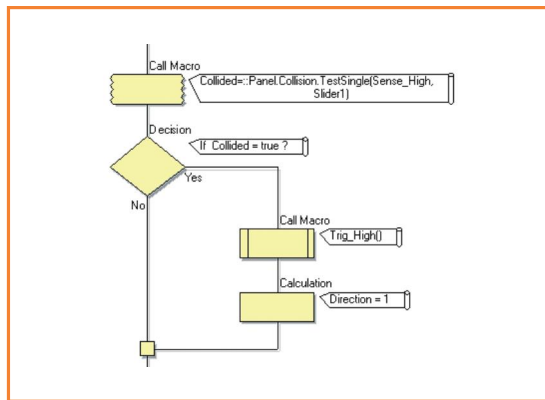 Call Macro
Collided=::Panel.Collision.TestSingle(Sense_High,
Slider1)
Decision
If Collided = true ?
Yes
No
Call Macro
Trig_High()
Calculation
Direction = 1